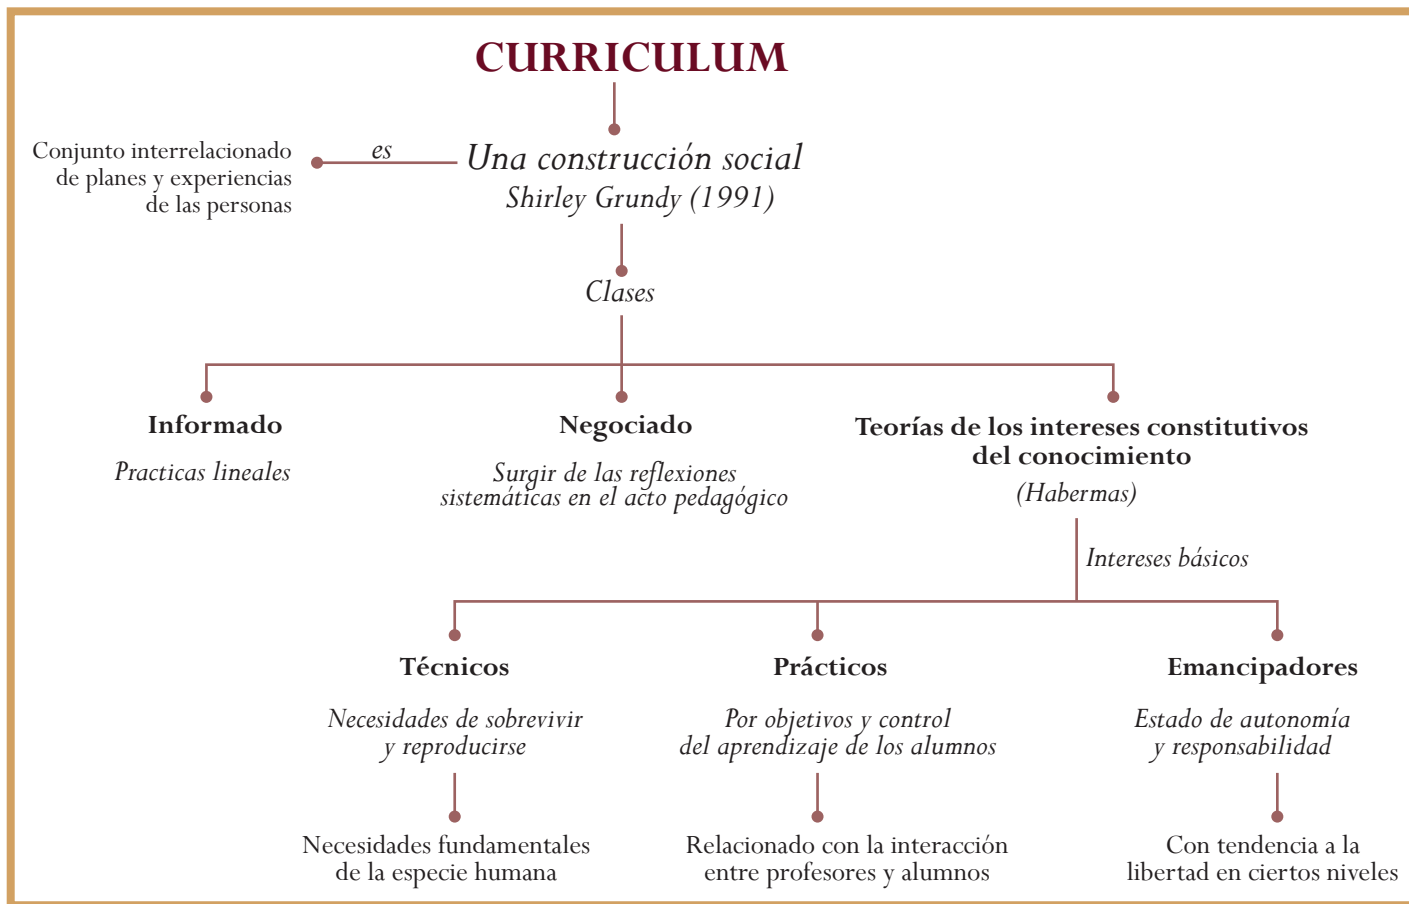 CURRICULUM
Conjunto interrelacionado
de planes y experiencias
de las personas
es
Una construcción social
Shirley Grundy (1991)
Clases
Informado
Practicas lineales
Negociado
Surgir de las reflexiones
sistemáticas en el acto pedagógico
Teorías de los intereses constitutivos
del conocimiento
(Habermas)
Intereses básicos
Técnicos
Necesidades de sobrevivir
y reproducirse
Necesidades fundamentales
de la especie humana
Prácticos
Por objetivos y control
del aprendizaje de los alumnos
Relacionado con la interacción
entre profesores y alumnos
Emancipadores
Estado de autonomía
y responsabilidad
Con tendencia a la
libertad en ciertos niveles